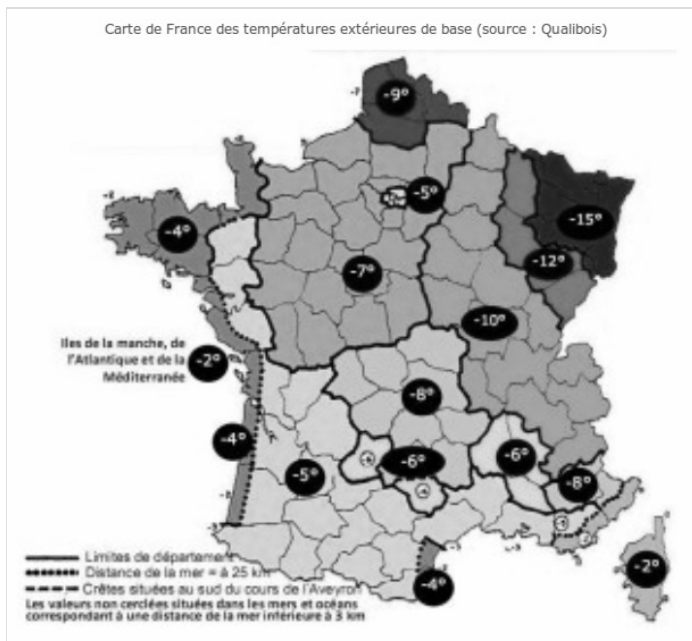 Carte de France des températures extérieures de base (source : Qualibois)
-9°
-5°
-4°
-15°
-12°
-7°
-10°
Iles de la manche, de
l'Atlantique et de la
Méditerranée
-2°
-8°
-4°
-6°
-6°
-5°
-8°
-2°
-4°
Limites de département
Distance de la mer = à 25 km
Crêtes situées au sud du cours de l'Aveyron
Les valeurs non cerclées situées dans les mers et océans
correspondant à une distance de la mer inférieure à 3 km